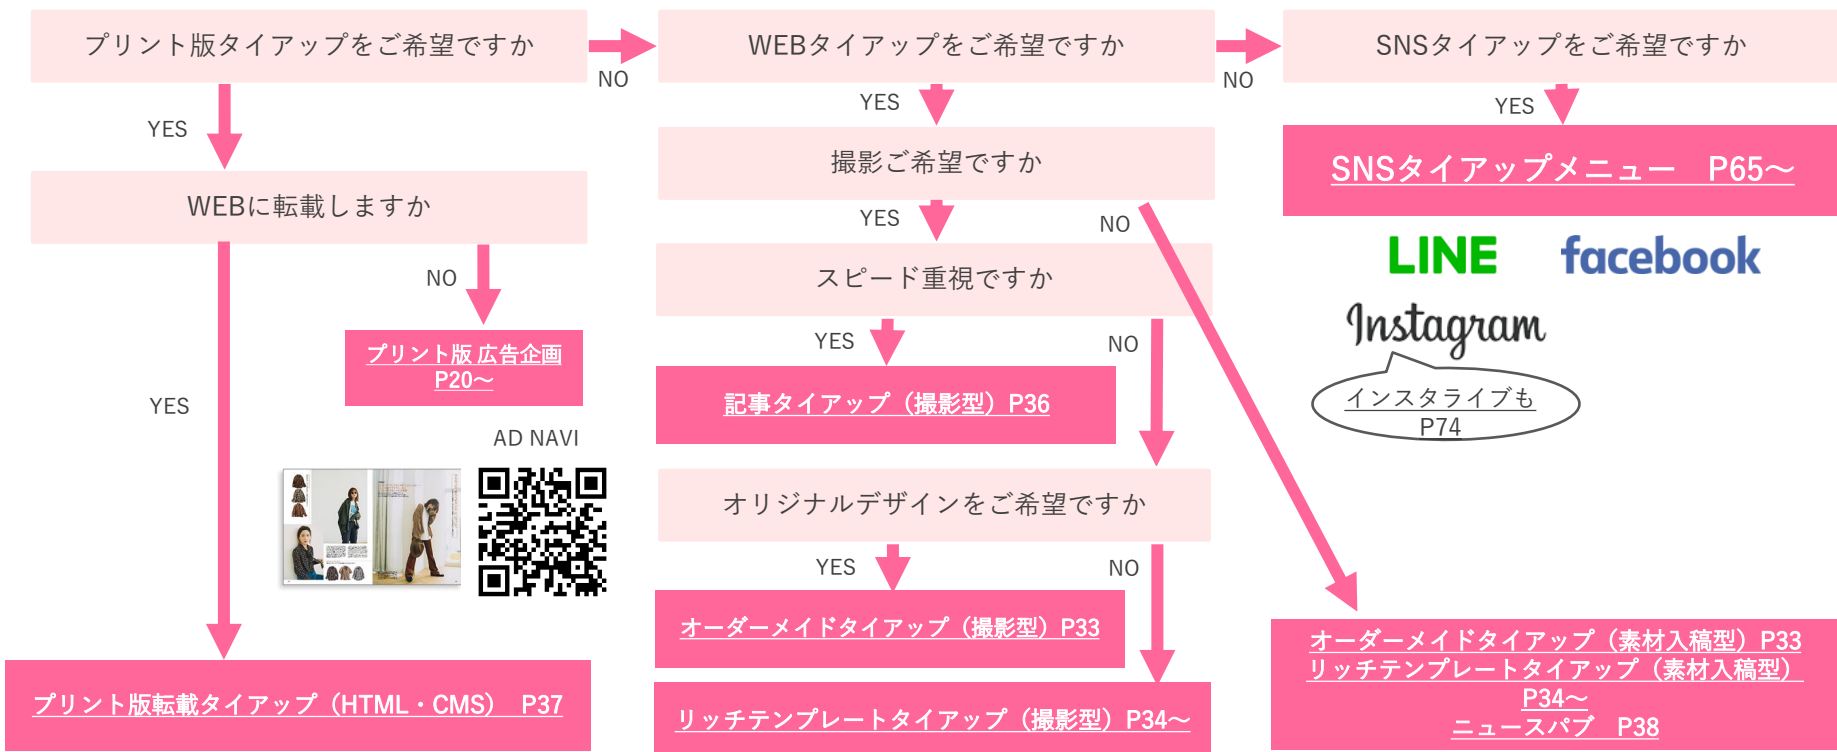 プリント版タイアップをご希望ですか
NO
WEBタイアップをご希望ですか
NO
SNSタイアップをご希望ですか
YES
WEBに転載しますか
NO
プリント版 広告企画
P20～
YES
AD NAVI
プリント版転載タイアップ（HTML・CMS） P37
YES
撮影ご希望ですか
YES
NO
スピード重視ですか
YES
NO
記事タイアップ（撮影型）P36
オリジナルデザインをご希望ですか
YES
NO
オーダーメイドタイアップ（撮影型）P33
リッチテンプレートタイアップ（撮影型）P34～
YES
SNSタイアップメニュー P65～
LINE
facebook
Instagram
インスタライブも
P74
オーダーメイドタイアップ（素材入稿型）P33
リッチテンプレートタイアップ（素材入稿型）
P34～
ニュースパブ P38